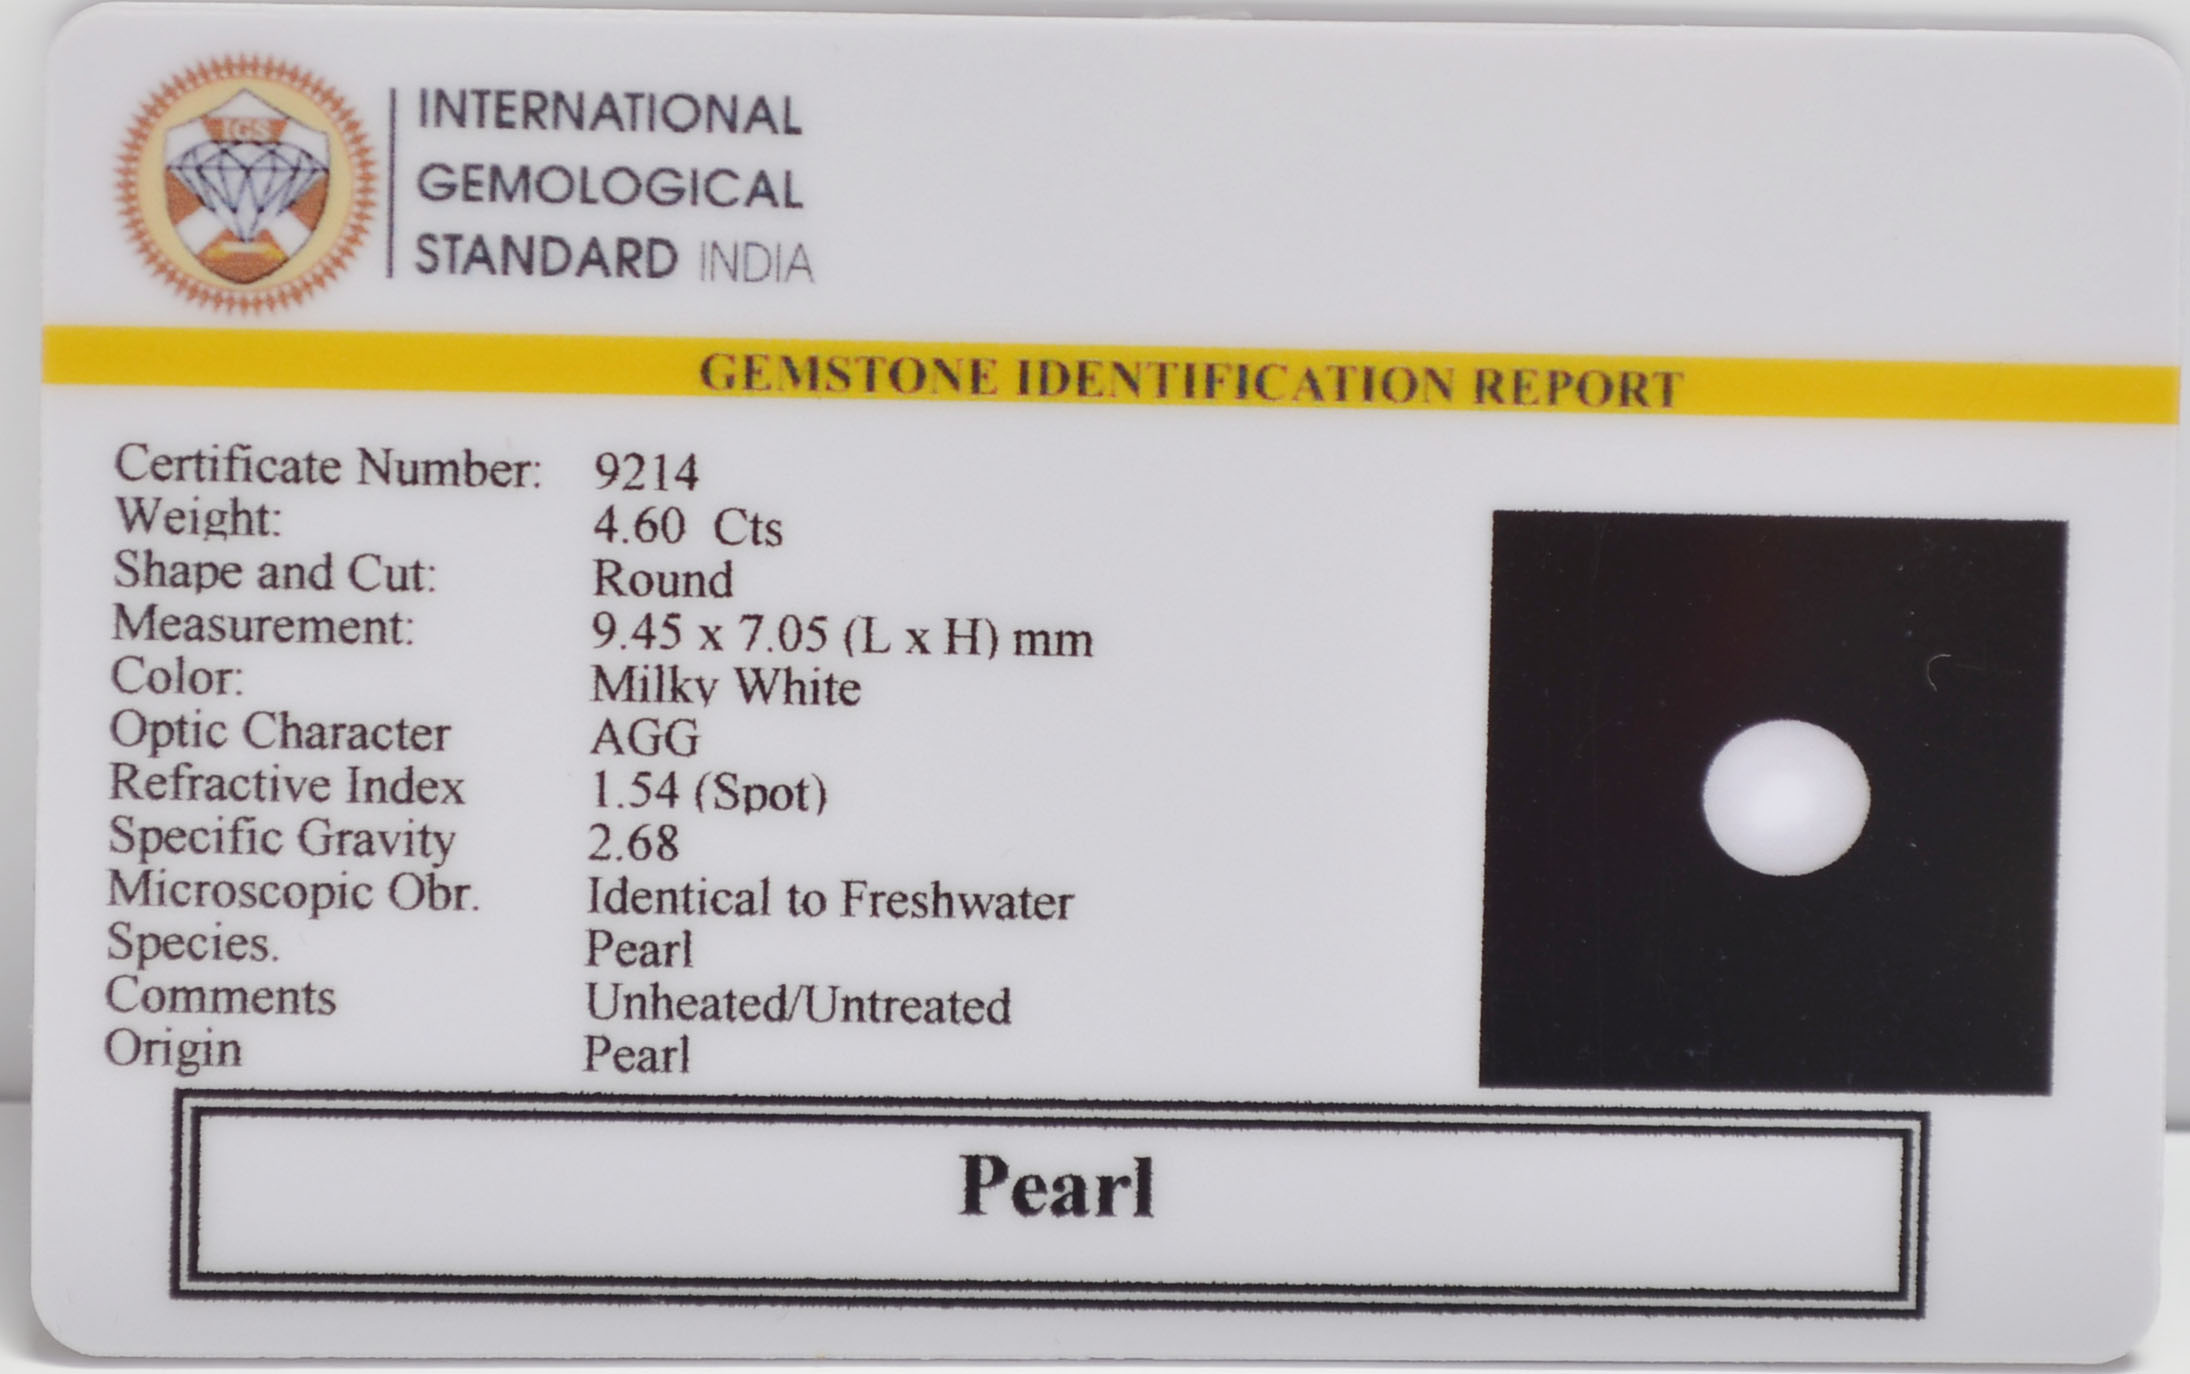 IGS
INTERNATIONAL
GEMOLOGICAL
STANDARD INDIA
GEMSTONE IDENTIFICATION REPORT
Certificate Number: 9214
Weight: 4.60 Cts
Shape and Cut: Round
Measurement: 9.45 x 7.05 (L x H) mm
Color: Milky White
Optic Character AGG
Refractive Index 1.54 (Spot)
Specific Gravity 2.68
Microscopic Obr. Identical to Freshwater
Species. Pearl
Comments Unheated/Untreated
Origin Pearl
Pearl